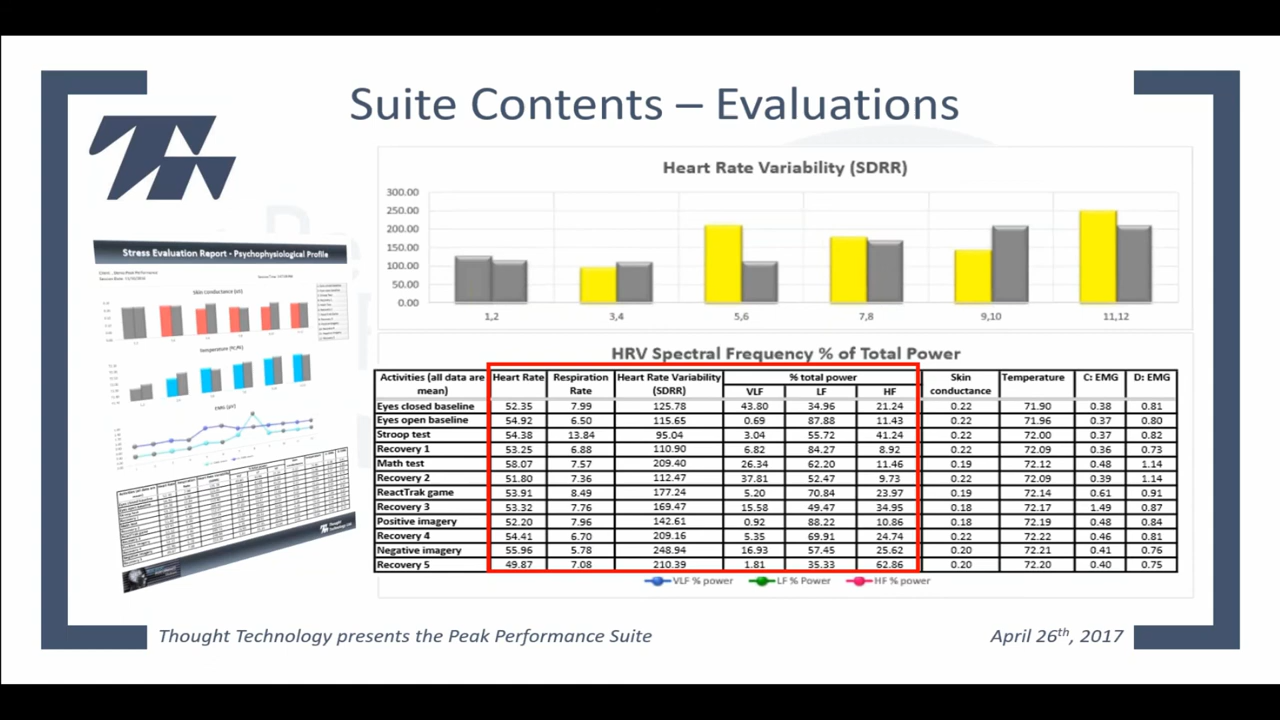 Suite Contents – Evaluations
Heart Rate Variability (SDRR)
300.00
250.00
200.00
150.00
100.00
50.00
0.00
1,2 3,4 5,6 7,8 9,10 11,12
Stress Evaluation Report - Psychophysiological Profile
Skin conductance (uS)
EMG (µV)
Thought
Technology Ltd.
HRV Spectral Frequency % of Total Power
Activities (all data are mean) Heart Rate Respiration Rate Heart Rate Variability (SDRR) % total power VLF LF HF Skin conductance Temperature C: EMG D: EMG
Eyes closed baseline 52.35 7.99 125.78 43.80 34.96 21.24 0.22 71.90 0.38 0.81
Eyes open baseline 54.92 6.50 115.65 0.69 87.88 11.43 0.22 71.96 0.37 0.80
Stroop test 54.38 13.84 95.04 3.04 55.72 41.24 0.22 72.00 0.37 0.82
Recovery 1 53.25 6.88 110.90 6.82 84.27 8.92 0.22 72.09 0.36 0.73
Math test 58.07 7.57 209.40 26.34 62.20 11.46 0.19 72.12 0.48 1.14
Recovery 2 51.80 7.36 112.47 37.81 52.47 9.73 0.22 72.09 0.39 1.14
ReactTrak game 53.91 8.49 177.24 5.20 70.84 23.97 0.19 72.14 0.61 0.91
Recovery 3 53.32 7.76 169.47 15.58 49.47 34.95 0.18 72.17 1.49 0.87
Positive imagery 52.20 7.96 142.61 0.92 88.22 10.86 0.18 72.19 0.48 0.84
Recovery 4 54.41 6.70 209.16 5.35 69.91 24.74 0.22 72.22 0.46 0.81
Negative imagery 55.96 5.78 248.94 16.93 57.45 25.62 0.20 72.21 0.41 0.76
Recovery 5 49.87 7.08 210.39 1.81 35.33 62.86 0.20 72.20 0.40 0.75
VLF % power LF % Power HF % power
Thought Technology presents the Peak Performance Suite
April 26th, 2017